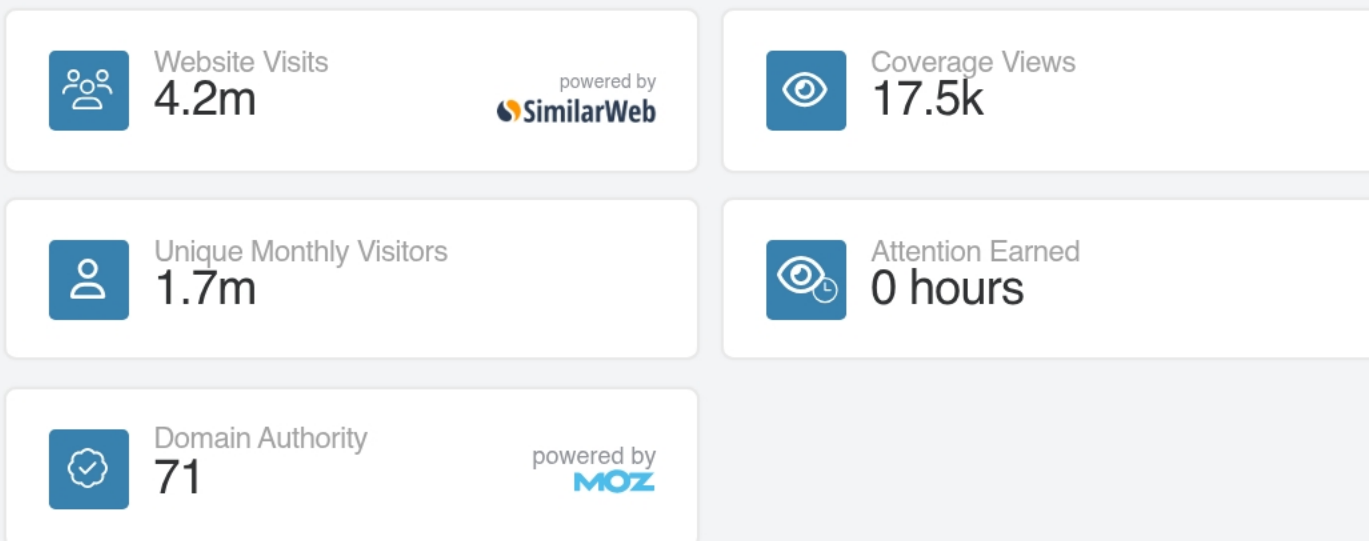 Website Visits
4.2m
powered by
SimilarWeb
Coverage Views
17.5k
Unique Monthly Visitors
1.7m
Attention Earned
0 hours
Domain Authority
71
powered by
MOZ